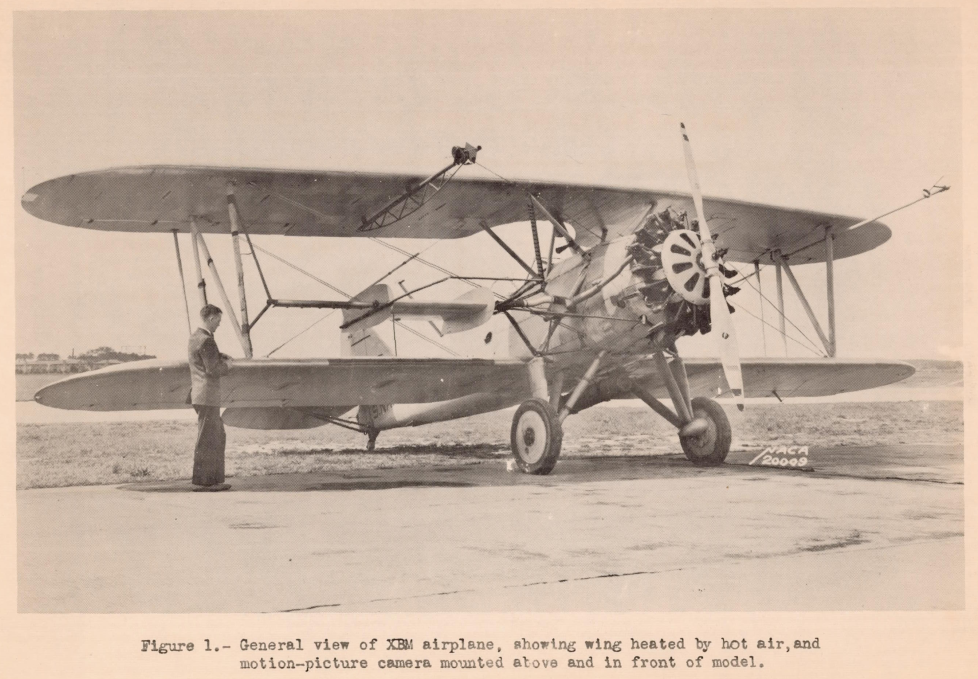 NACA
20049
Figure 1.- General view of XBM airplane, showing wing heated by hot air,and
motion-picture camera mounted above and in front of model.